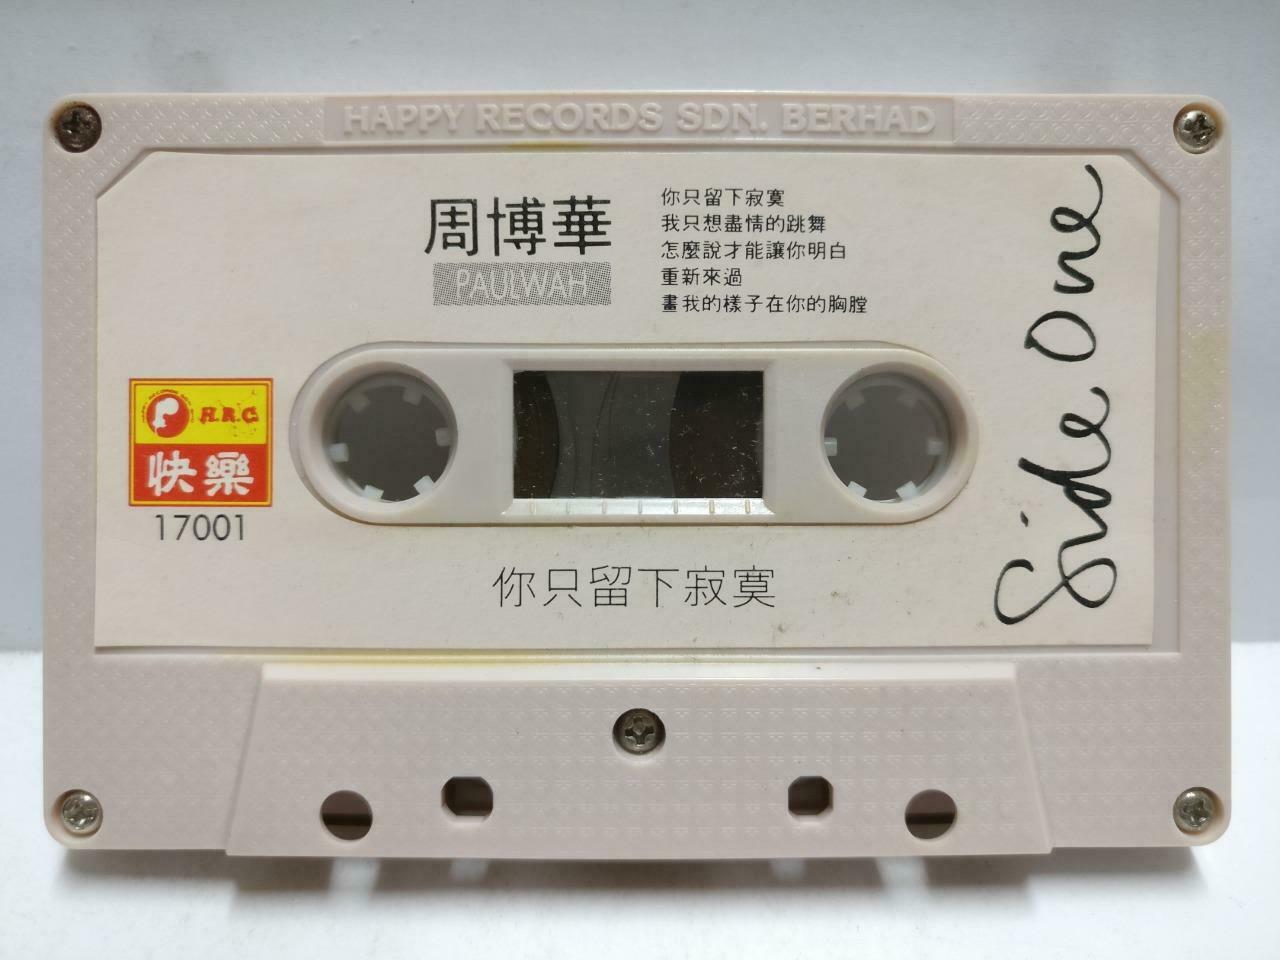 HAPPY RECORDS SDN. BERHAD
周博華
PAULWAH
你只留下寂寞
我只想盡情的跳舞
怎麼說才能讓你明白
重新來過
畫我的樣子在你的胸膛
Side One
H.R.C
快樂
17001
你只留下寂寞